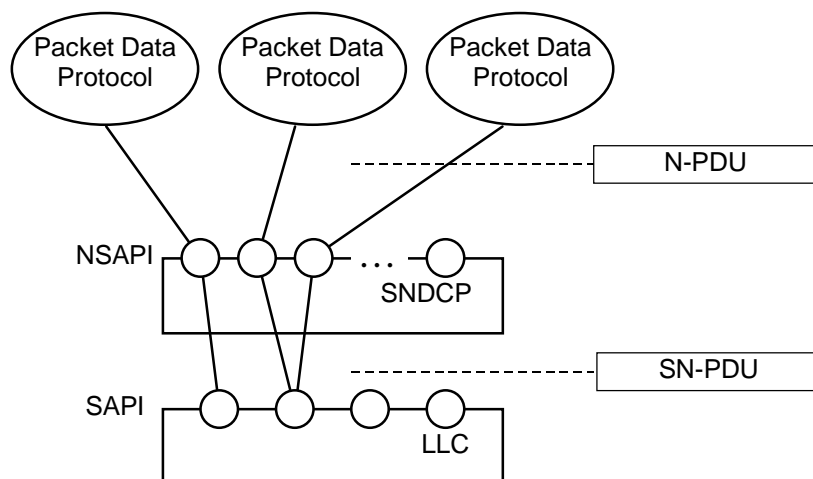 Packet Data
Protocol
Packet Data
Protocol
Packet Data
Protocol
N-PDU
NSAPI
...
SNDCP
SN-PDU
SAPI
LLC